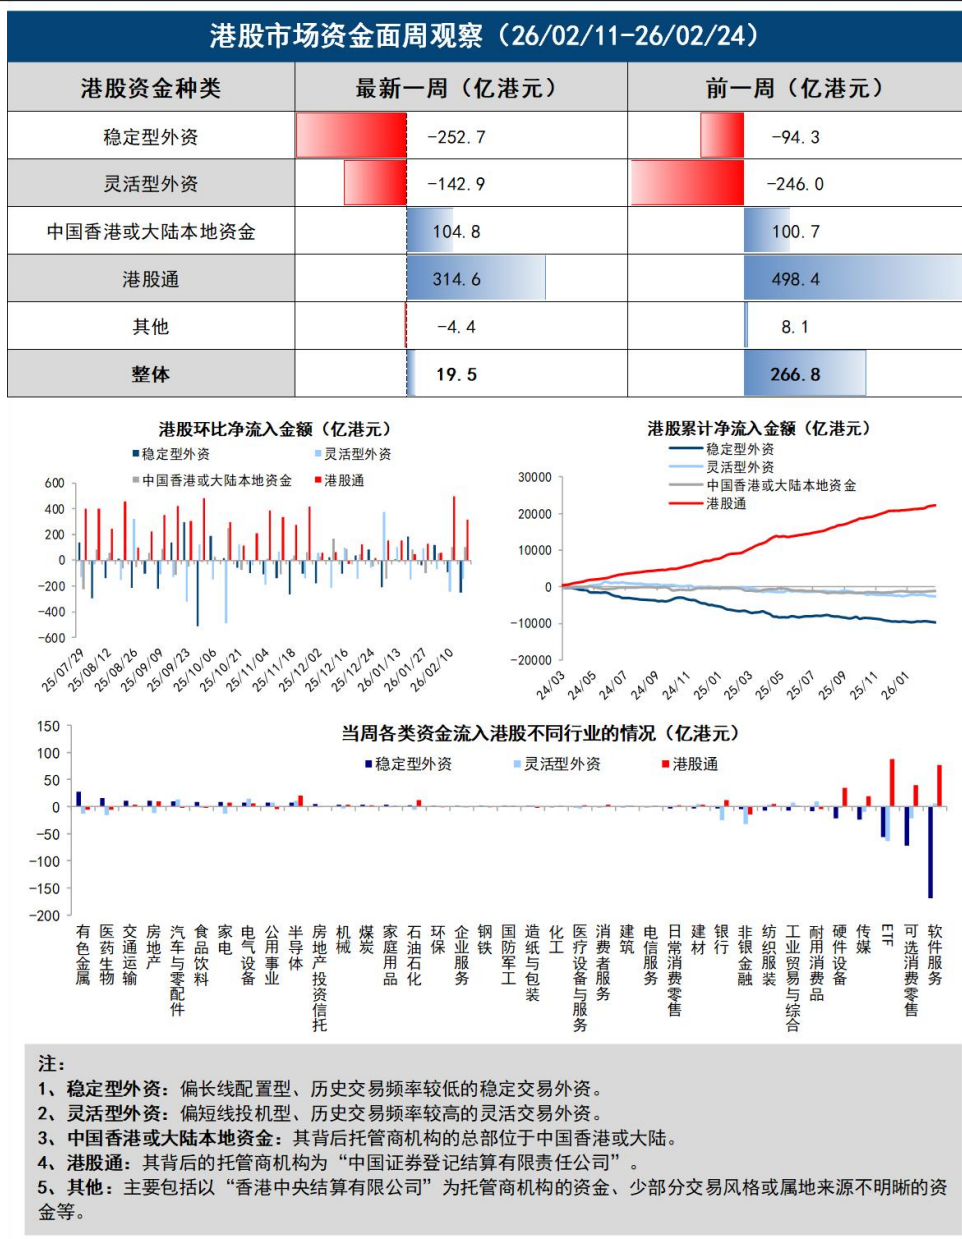 港股市场资金面周观察（26/02/11-26/02/24）
港股资金种类 最新一周（亿港元） 前一周（亿港元）
稳定型外资 -252.7 -94.3
灵活型外资 -142.9 -246.0
中国香港或大陆本地资金 104.8 100.7
港股通 314.6 498.4
其他 -4.4 8.1
整体 19.5 266.8
港股环比净流入金额（亿港元）
稳定型外资 灵活型外资
中国香港或大陆本地资金 港股通
600
400
200
0
-200
-400
-600
25/07/29 25/08/12 25/08/26 25/09/09 25/09/23 25/10/06 25/10/21 25/11/04 25/11/18 25/12/02 25/12/16 25/12/24 26/01/13 26/01/27 26/02/10
港股累计净流入金额（亿港元）
稳定型外资
灵活型外资
中国香港或大陆本地资金
港股通
30000
20000
10000
0
-10000
-20000
24/03 24/05 24/07 24/09 24/11 25/01 25/03 25/05 25/07 25/09 25/11 26/01
当周各类资金流入港股不同行业的情况（亿港元）
稳定型外资 灵活型外资 港股通
150
100
50
0
-50
-100
-150
-200
有色金属
医药生物
交通运输
房地产
汽车与零配件
食品饮料
家电
电气设备
公用事业
半导体
房地产投资信托
机械
煤炭
家庭用品
石油石化
环保
企业服务
钢铁
国防军工
造纸与包装
化工
医疗设备与服务
消费者服务
建筑
电信服务
日常消费零售
建材
银行
非银金融
纺织服装
工业贸易与综合
耐用消费品
硬件设备
传媒
ETF
可选消费零售
软件服务
注：
1、稳定型外资：偏长线配置型、历史交易频率较低的稳定交易外资。
2、灵活型外资：偏短线投机型、历史交易频率较高的灵活交易外资。
3、中国香港或大陆本地资金：其背后托管商机构的总部位于中国香港或大陆。
4、港股通：其背后的托管商机构为“中国证券登记结算有限责任公司”。
5、其他：主要包括以“香港中央结算有限公司”为托管商机构的资金、少部分交易风格或属地来源不明晰的资
金等。